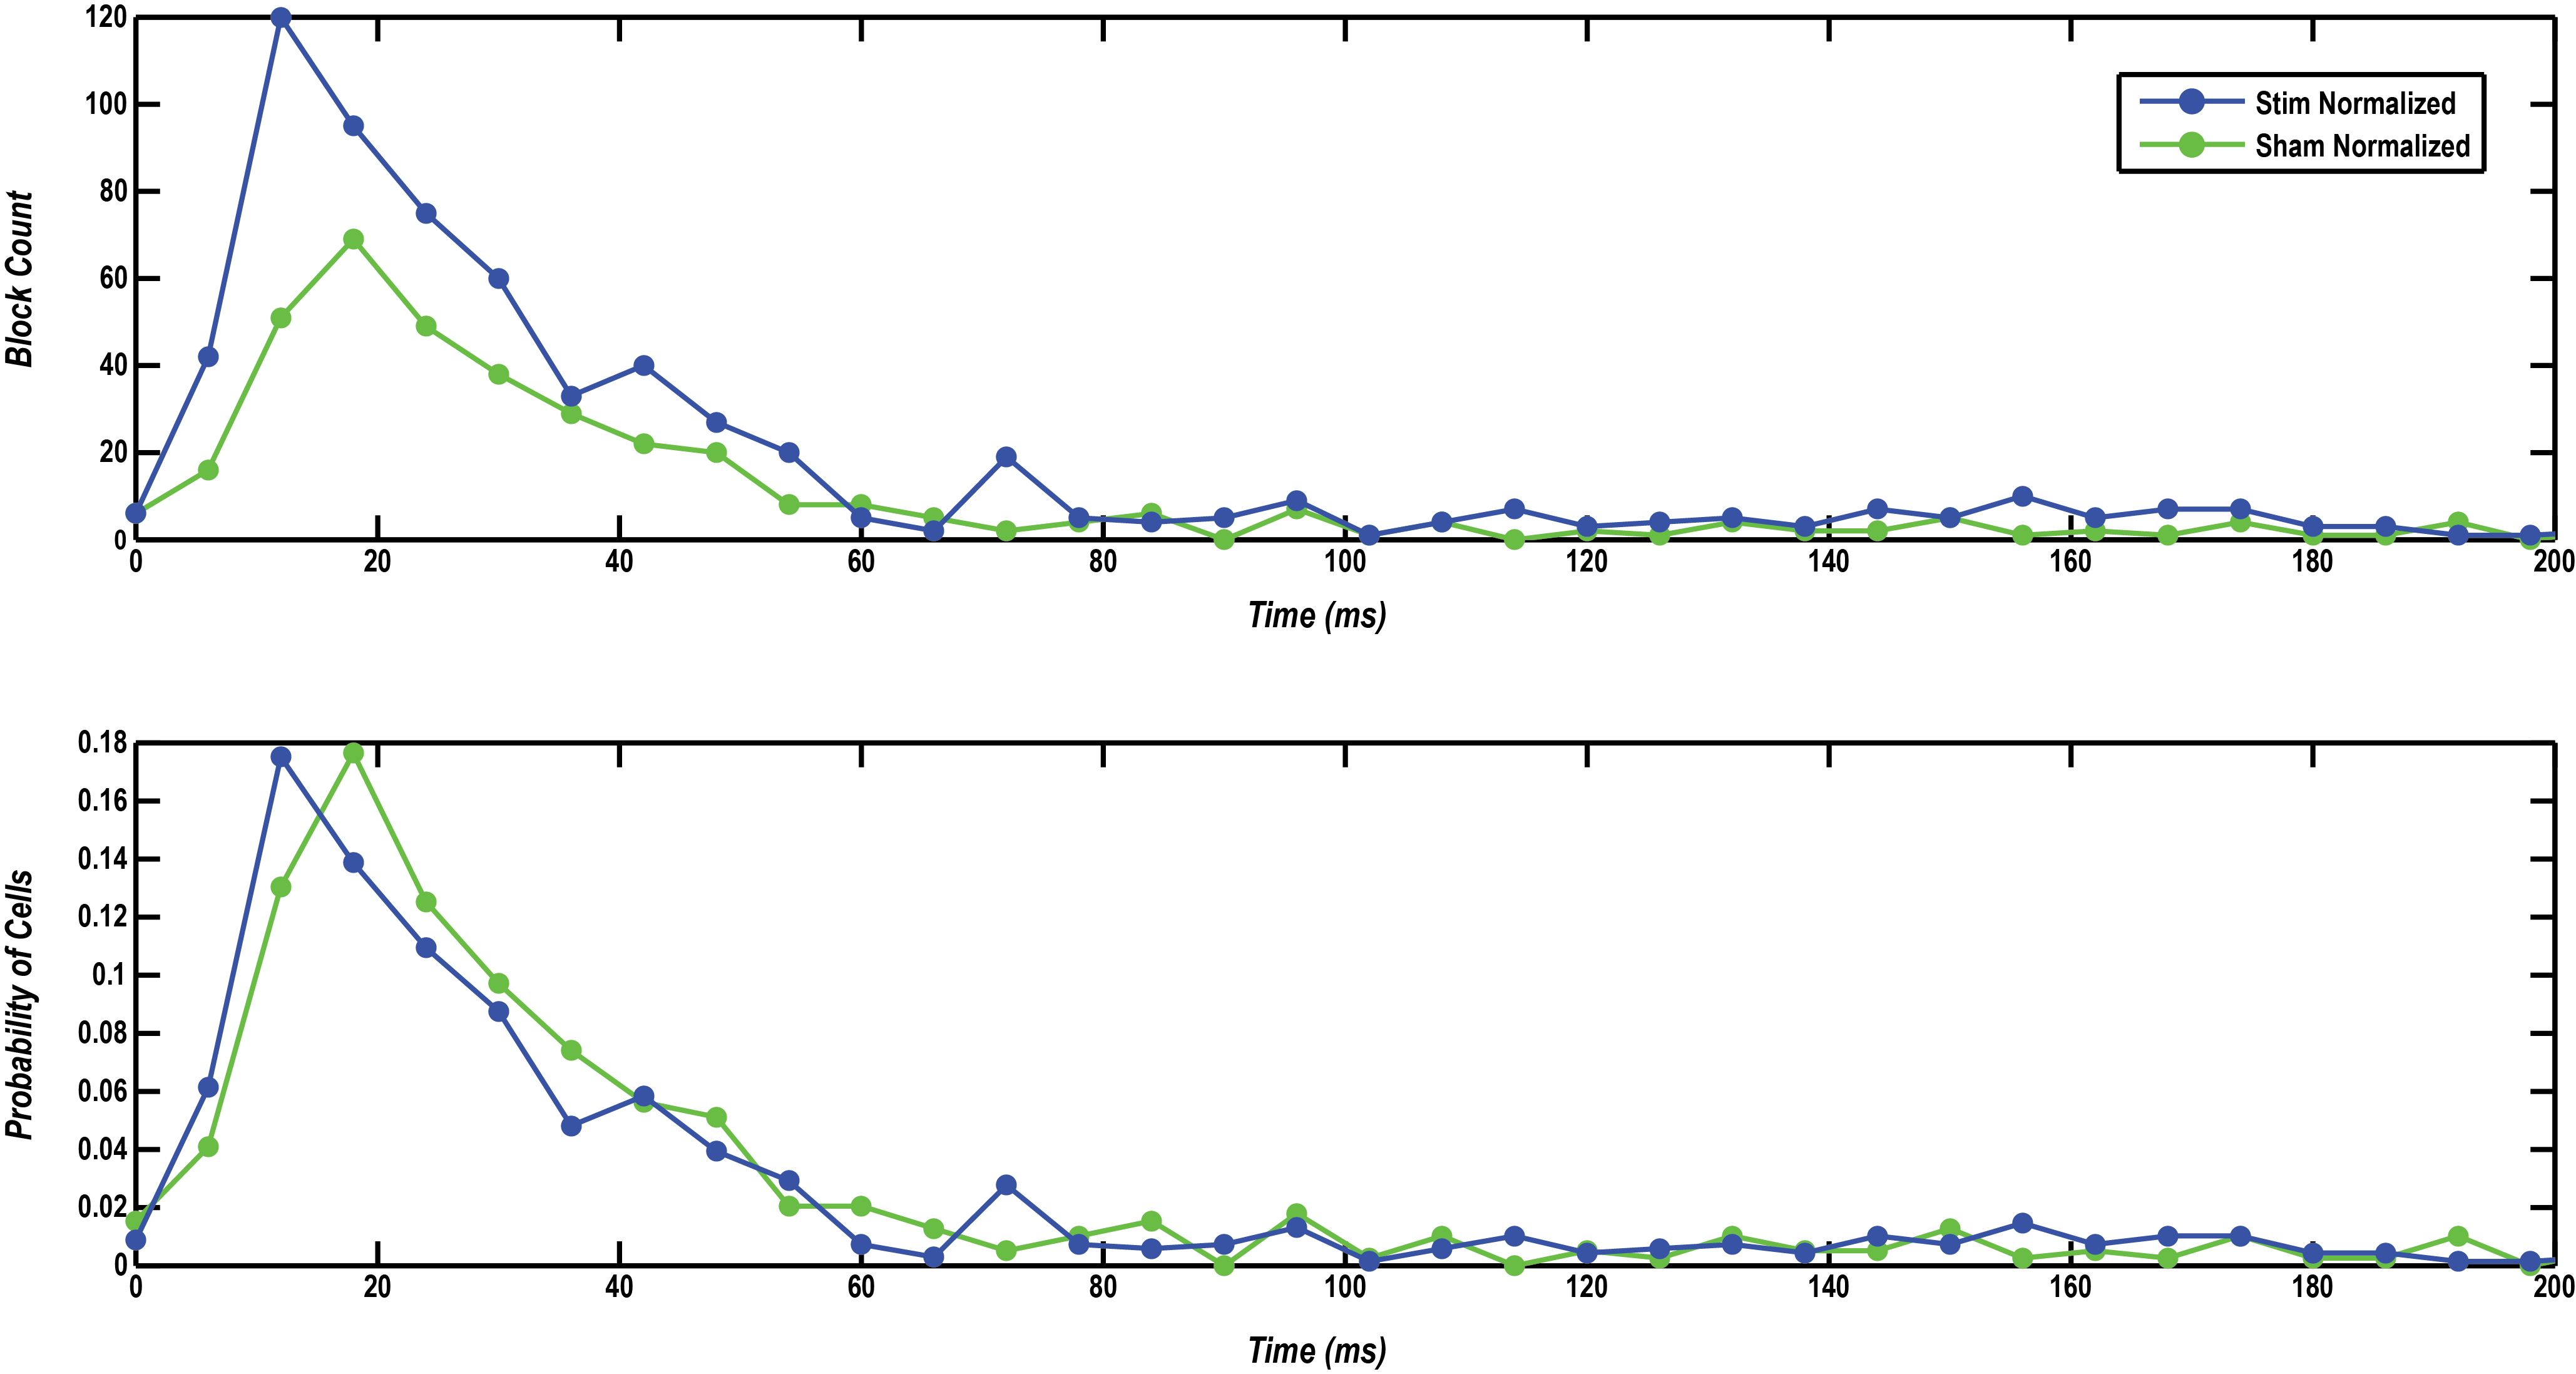 120
100
80
60
40
20
0
Block Count
0 20 40 60 80 100 120 140 160 180 200
Time (ms)
Stim Normalized
Sham Normalized
0.18
0.16
0.14
0.12
0.1
0.08
0.06
0.04
0.02
0
Probability of Cells
0 20 40 60 80 100 120 140 160 180 200
Time (ms)